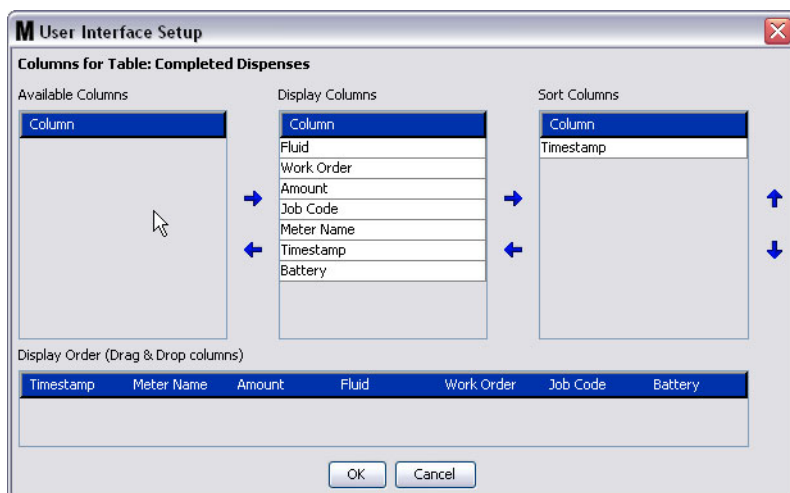 M User Interface Setup
Columns for Table: Completed Dispenses
Available Columns Display Columns Sort Columns
Column Column Column
Fluid Timestamp
Work Order
Amount
Job Code
Meter Name
Timestamp
Battery
Display Order (Drag & Drop columns)
Timestamp Meter Name Amount Fluid Work Order Job Code Battery
OK Cancel